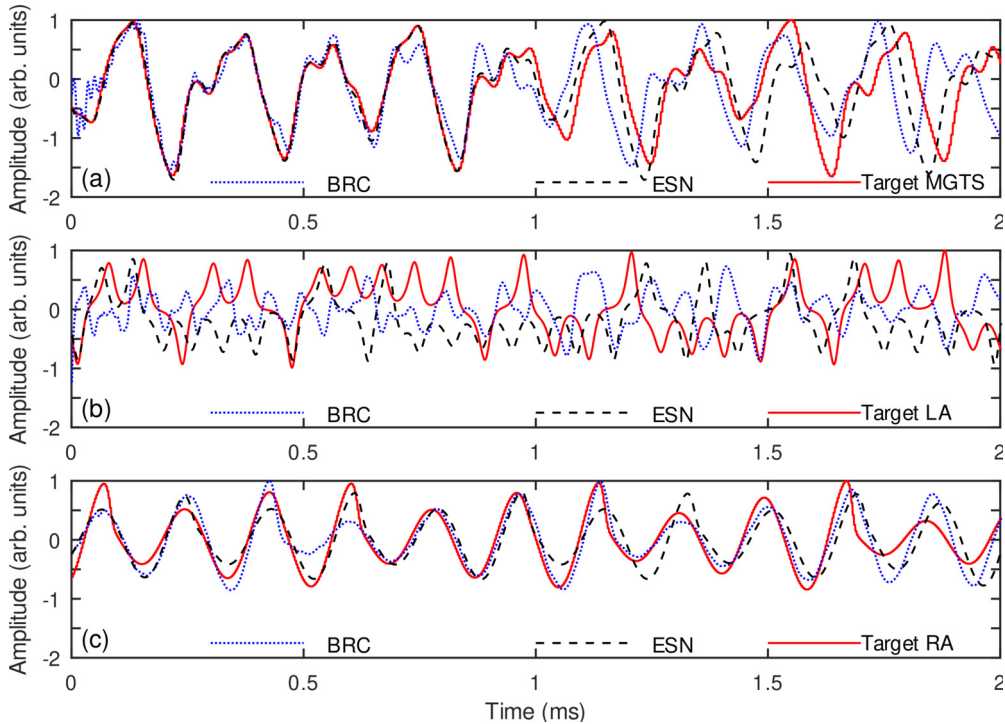 Amplitude (arb. units)
1
0
-1
-2
(a)
BRC
ESN
Target MGTS
0
0.5
1
1.5
2
Amplitude (arb. units)
1
0
-1
-2
(b)
BRC
ESN
Target LA
0
0.5
1
1.5
2
Amplitude (arb. units)
1
0
-1
-2
(c)
BRC
ESN
Target RA
0
0.5
1
1.5
2
Time (ms)